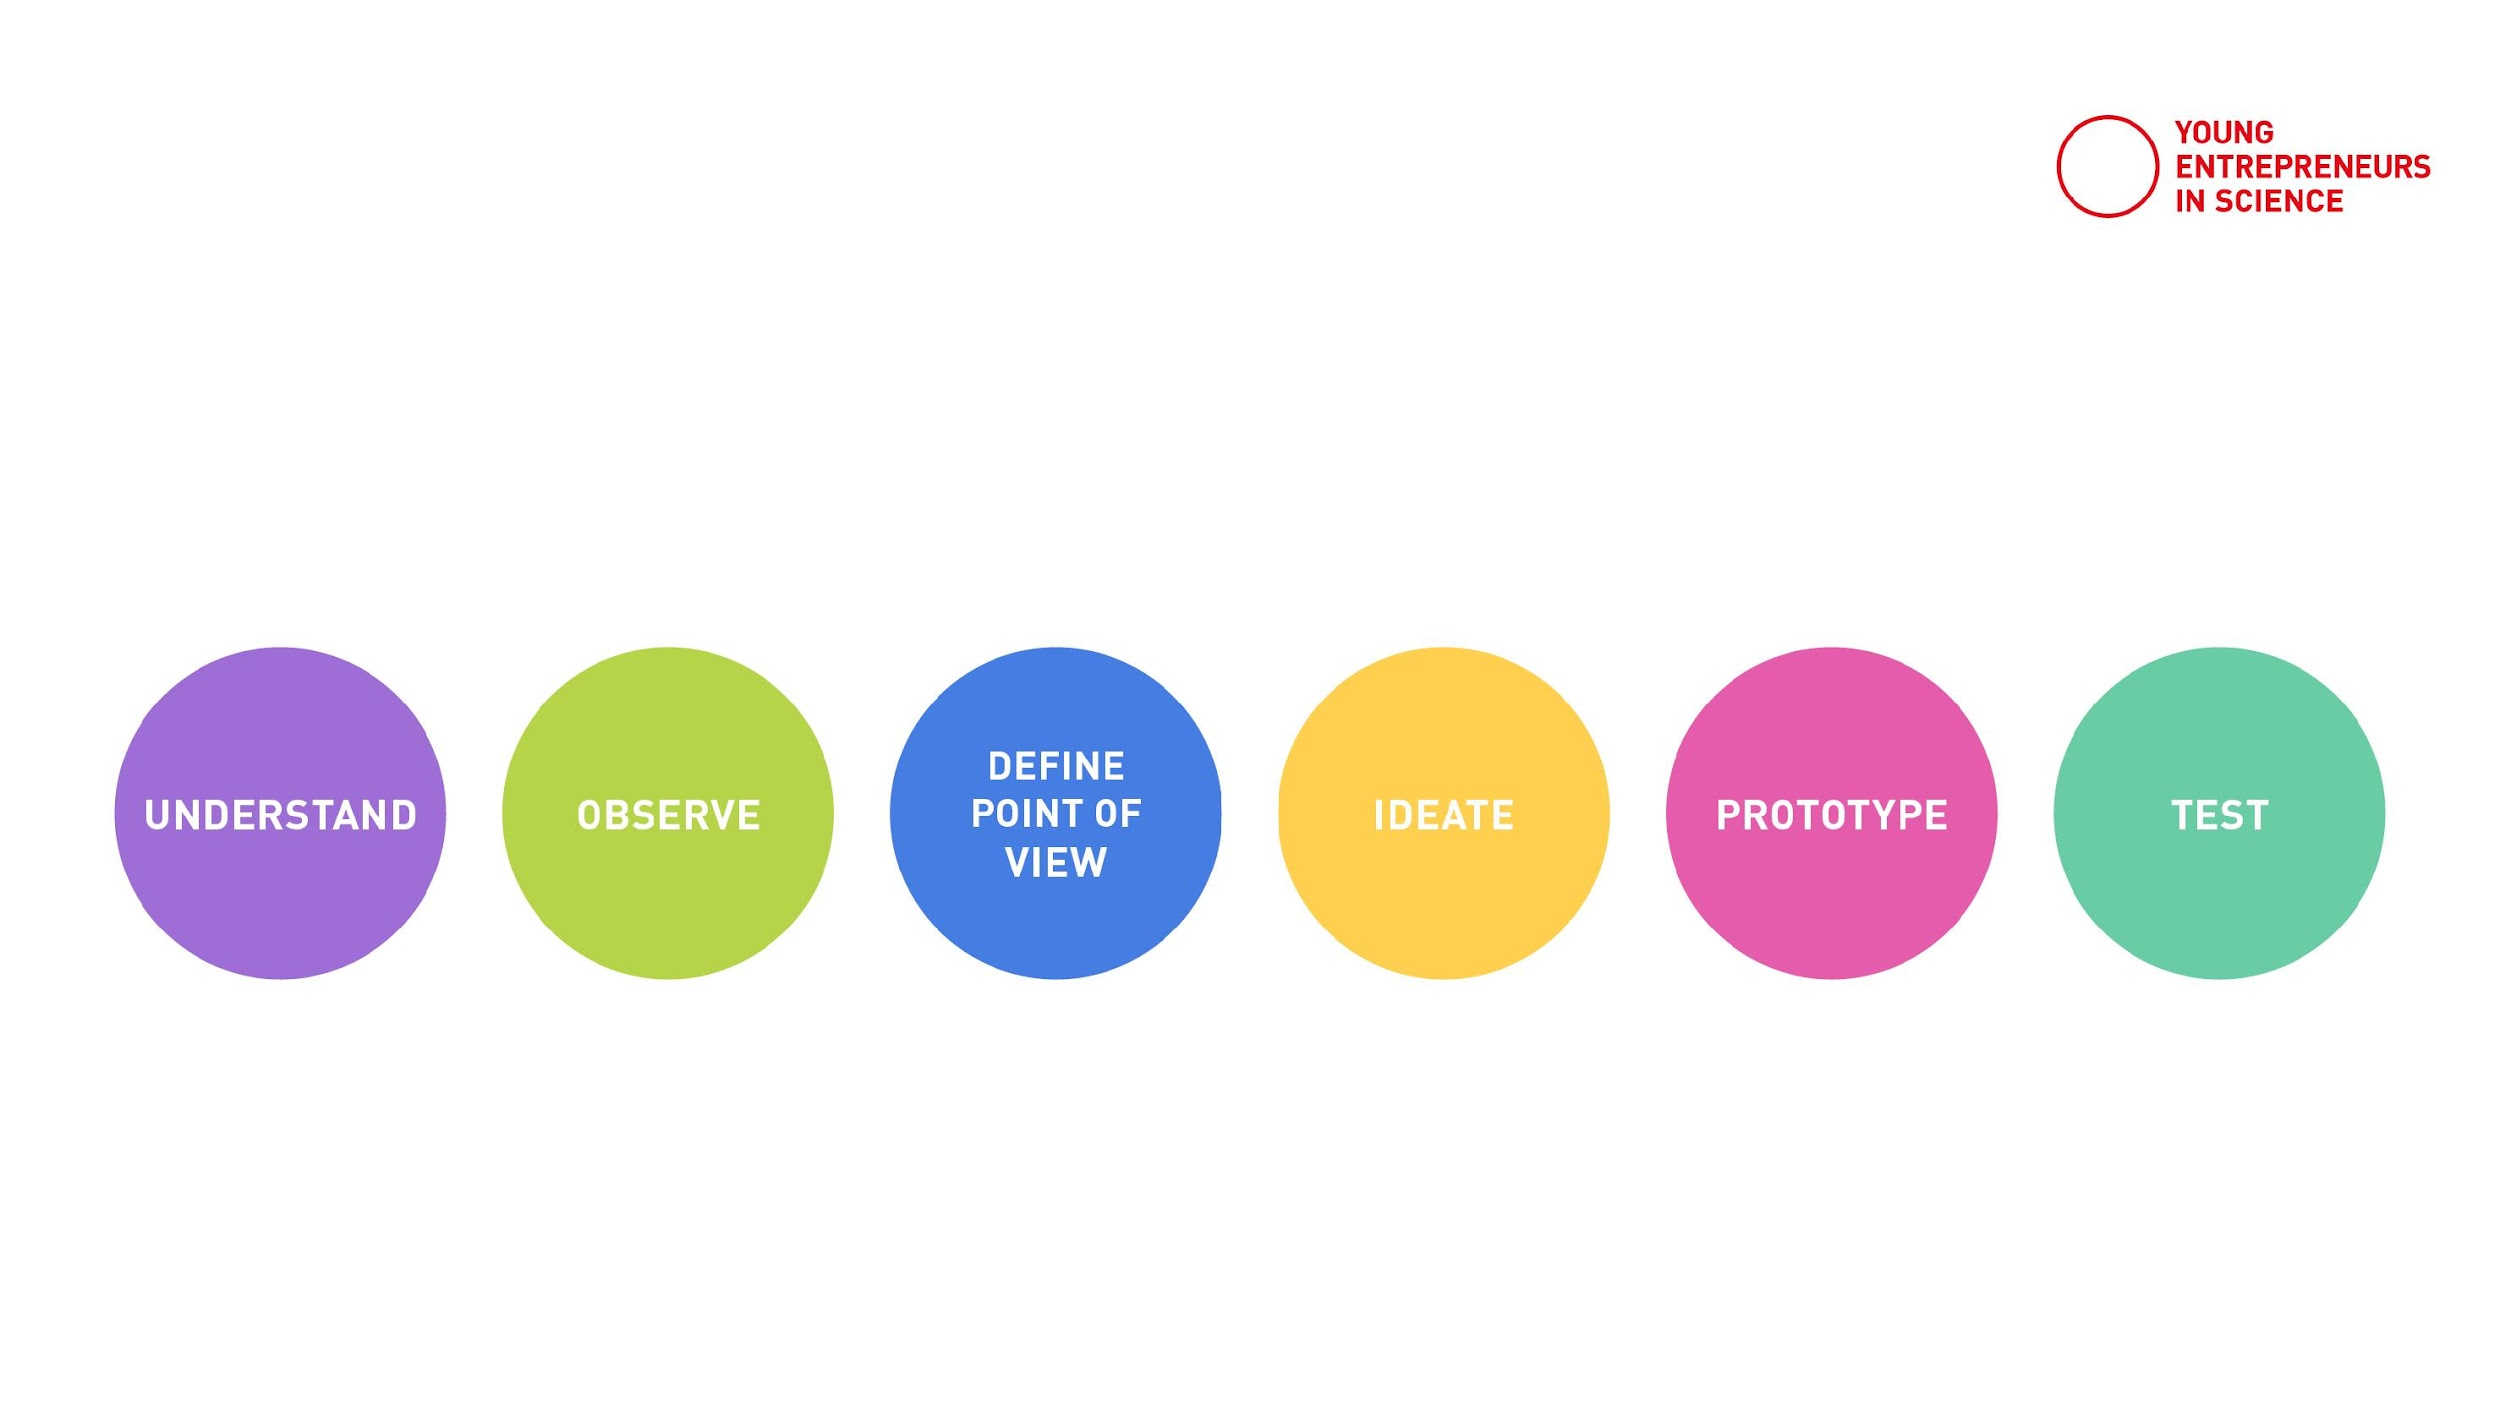 YOUNG
ENTREPRENEURS
IN SCIENCE
UNDERSTAND
OBSERVE
DEFINE
POINT OF
VIEW
IDEATE
PROTOTYPE
TEST